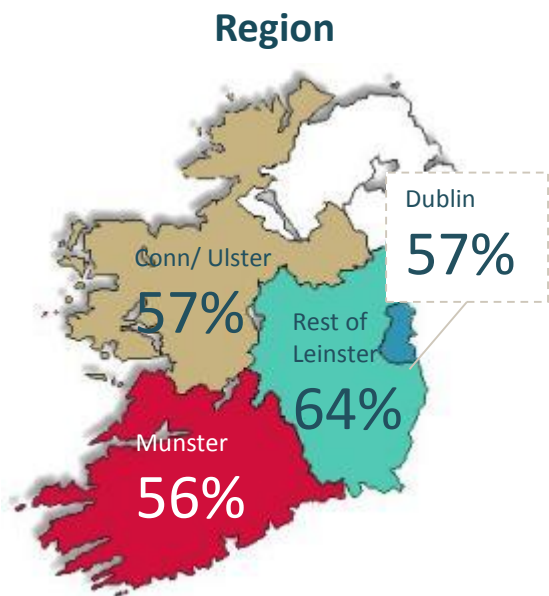 Region
Dublin
57%
Conn/ Ulster
57%
Rest of
Leinster
64%
Munster
56%